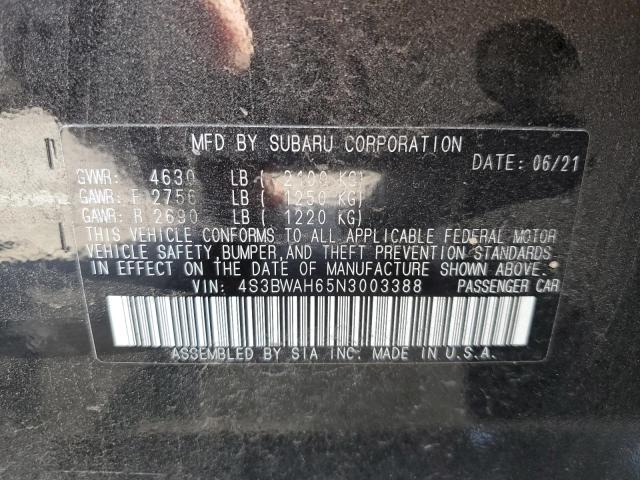 MFD BY SUBARU CORPORATION
DATE: 06/21
GVWR: 4630 LB ( 2100 KG)
GAWR: F 2756 LB ( 1250 KG)
GAWR: R 2690 LB ( 1220 KG)
THIS VEHICLE CONFORMS TO ALL APPLICABLE FEDERAL MOTOR
VEHICLE SAFETY, BUMPER, AND THEFT PREVENTION STANDARDS
IN EFFECT ON THE DATE OF MANUFACTURE SHOWN ABOVE.
VIN: 4S3BWAH65N3003388 PASSENGER CAR
ASSEMBLED BY SIA INC. MADE IN U.S.A.